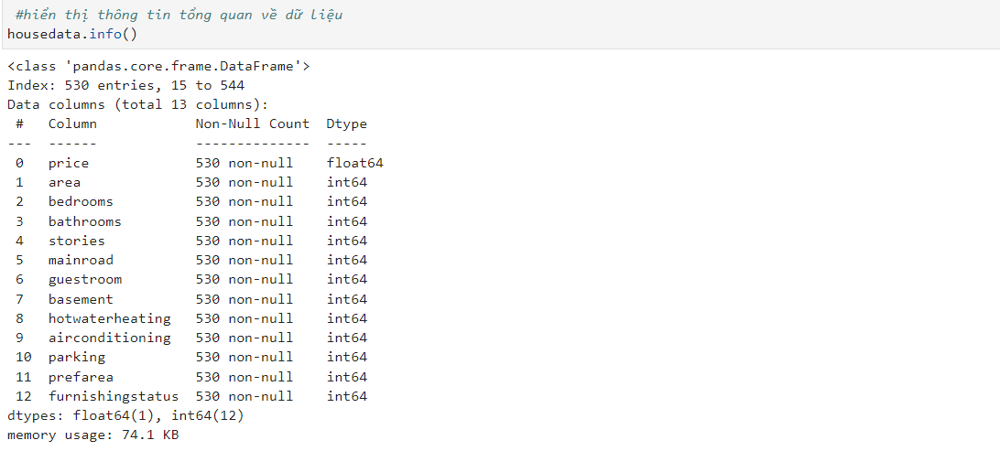 #hiển thị thông tin tổng quan về dữ liệu
housedata.info()
<class 'pandas.core.frame.DataFrame'>
Index: 530 entries, 15 to 544
Data columns (total 13 columns):
 #   Column            Non-Null Count  Dtype
---  ------            --------------  -----
 0   price             530 non-null    float64
 1   area              530 non-null    int64
 2   bedrooms          530 non-null    int64
 3   bathrooms         530 non-null    int64
 4   stories           530 non-null    int64
 5   mainroad          530 non-null    int64
 6   guestroom         530 non-null    int64
 7   basement          530 non-null    int64
 8   hotwaterheating   530 non-null    int64
 9   airconditioning   530 non-null    int64
 10  parking           530 non-null    int64
 11  prefarea          530 non-null    int64
 12  furnishingstatus  530 non-null    int64
dtypes: float64(1), int64(12)
memory usage: 74.1 KB